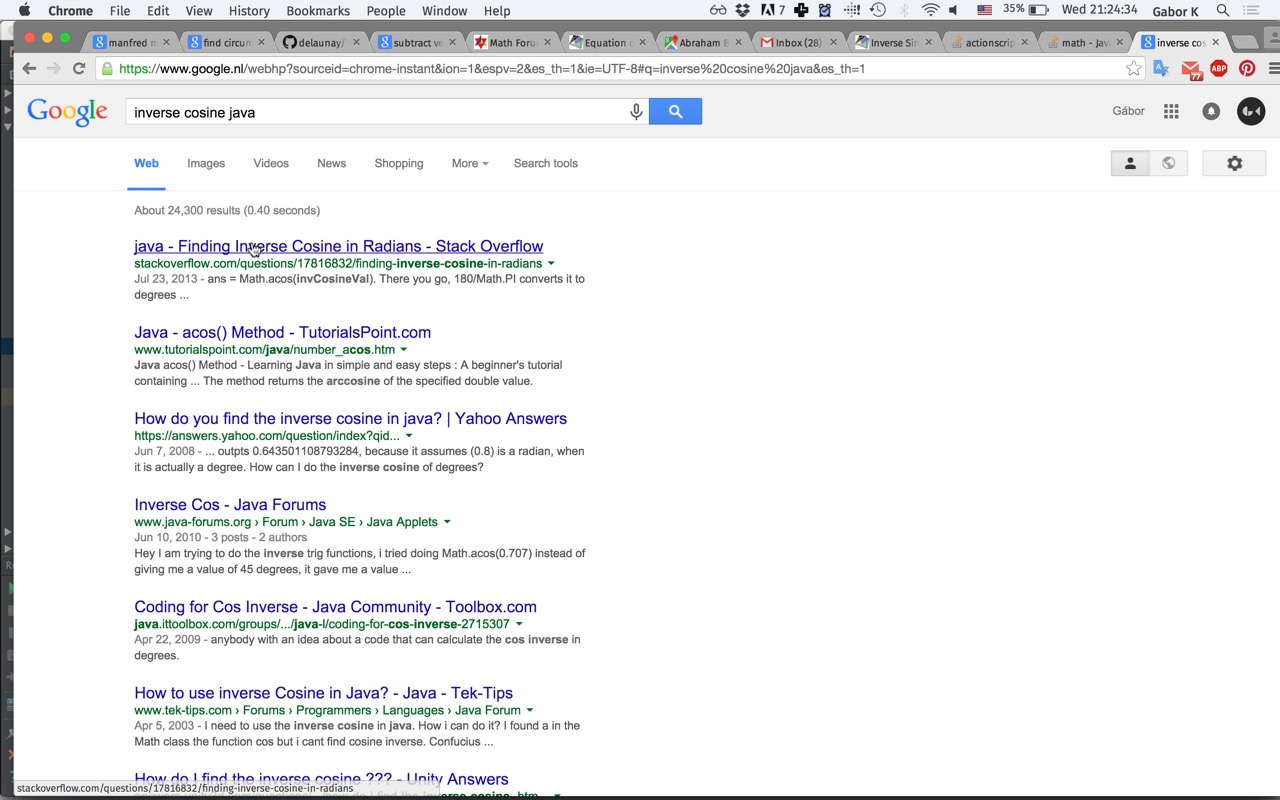 Chrome File Edit View History Bookmarks People Window Help 7 35% Wed 21:24:34 Gabor K
manfred find circum delaunay/ subtract ve Math Foru Equation c Abraham B Inbox (28) Inverse Sin actionscrip math - Jav inverse cos
https://www.google.nl/webhp?sourceid=chrome-instant&ion=1&espv=2&es_th=1&ie=UTF-8#q=inverse%20cosine%20java&es_th=1 77 ABP
Google inverse cosine java Gábor
Web Images Videos News Shopping More Search tools
About 24,300 results (0.40 seconds)
java - Finding Inverse Cosine in Radians - Stack Overflow
stackoverflow.com/questions/17816832/finding-inverse-cosine-in-radians
Jul 23, 2013 - ans = Math.acos(invCosineVal). There you go, 180/Math.PI converts it to
degrees ...
Java - acos() Method - TutorialsPoint.com
www.tutorialspoint.com/java/number_acos.htm
Java acos() Method - Learning Java in simple and easy steps : A beginner's tutorial
containing ... The method returns the arccosine of the specified double value.
How do you find the inverse cosine in java? | Yahoo Answers
https://answers.yahoo.com/question/index?qid...
Jun 7, 2008 - ... outpts 0.643501108793284, because it assumes (0.8) is a radian, when
it is actually a degree. How can I do the inverse cosine of degrees?
Inverse Cos - Java Forums
www.java-forums.org › Forum › Java SE › Java Applets
Jun 10, 2010 - 3 posts - 2 authors
Hey I am trying to do the inverse trig functions, i tried doing Math.acos(0.707) instead of
giving me a value of 45 degrees, it gave me a value ...
Coding for Cos Inverse - Java Community - Toolbox.com
java.ittoolbox.com/groups/.../java-l/coding-for-cos-inverse-2715307
Apr 22, 2009 - anybody with an idea about a code that can calculate the cos inverse in
degrees.
How to use inverse Cosine in Java? - Java - Tek-Tips
www.tek-tips.com › Forums › Programmers › Languages › Java Forum
Apr 5, 2003 - I need to use the inverse cosine in java. How i can do it? I found a in the
Math class the function cos but i cant find cosine inverse. Confucius ...
How do I find the inverse cosine ??? - Unity Answers
stackoverflow.com/questions/17816832/finding-inverse-cosine-in-radians